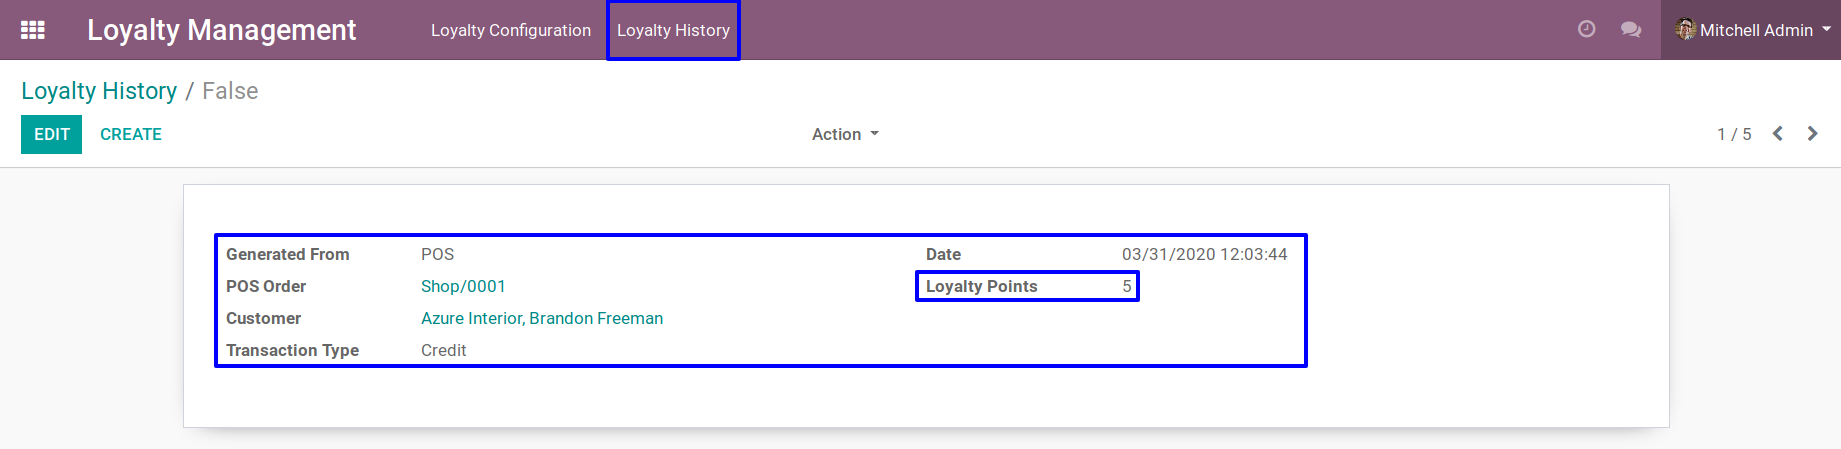 Loyalty Management Loyalty Configuration Loyalty History Mitchell Admin
Loyalty History / False
EDIT CREATE Action 1 / 5
Generated From POS Date 03/31/2020 12:03:44
POS Order Shop/0001 Loyalty Points 5
Customer Azure Interior, Brandon Freeman
Transaction Type Credit